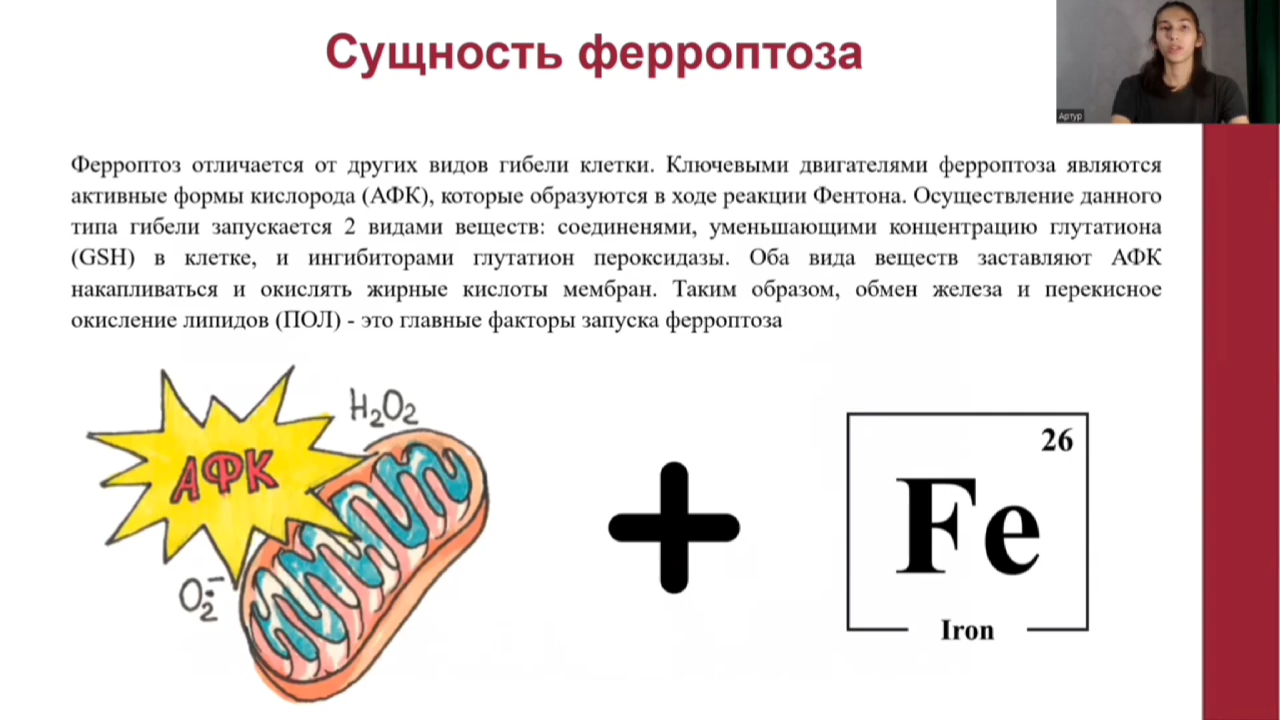 Сущность ферроптоза
Артур
Ферроптоз отличается от других видов гибели клетки. Ключевыми двигателями ферроптоза являются
активные формы кислорода (АФК), которые образуются в ходе реакции Фентона. Осуществление данного
типа гибели запускается 2 видами веществ: соединенями, уменьшающими концентрацию глутатиона
(GSH) в клетке, и ингибиторами глутатион пероксидазы. Оба вида веществ заставляют АФК
накапливаться и окислять жирные кислоты мембран. Таким образом, обмен железа и перекисное
окисление липидов (ПОЛ) - это главные факторы запуска ферроптоза
H₂O₂
АФК
O₂⁻
26
Fe
Iron